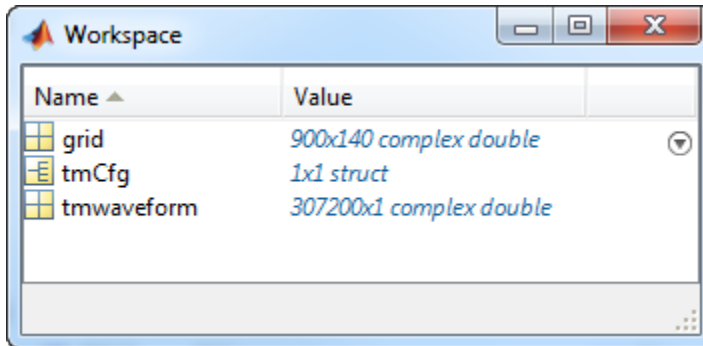 Workspace
Name Value
grid 900x140 complex double
tmCfg 1x1 struct
tmwaveform 307200x1 complex double